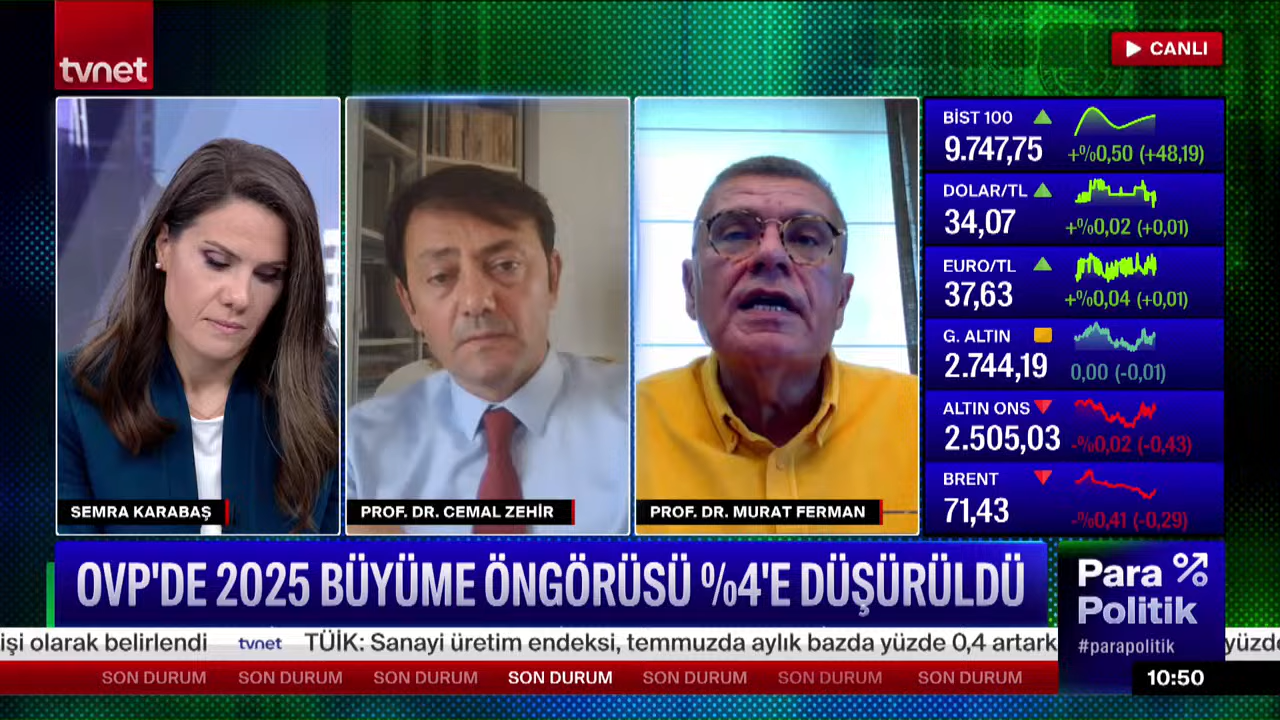 tvnet
CANLI
SEMRA KARABAŞ
PROF. DR. CEMAL ZEHİR
PROF. DR. MURAT FERMAN
BİST 100
9.747,75
+%0,50 (+48,19)
DOLAR/TL
34,07
+%0,02 (+0,01)
EURO/TL
37,63
+%0,04 (+0,01)
G. ALTIN
2.744,19
0,00 (-0,01)
ALTIN ONS
2.505,03
-%0,02 (-0,43)
BRENT
71,43
-%0,41 (-0,29)
OVP'DE 2025 BÜYÜME ÖNGÖRÜSÜ %4'E DÜŞÜRÜLDÜ
Para %
Politik
#parapolitik
işi olarak belirlendi tvnet TÜİK: Sanayi üretim endeksi, temmuzda aylık bazda yüzde 0,4 artark yüzde
SON DURUM SON DURUM SON DURUM SON DURUM SON DURUM SON DURUM SON DURUM
10:50